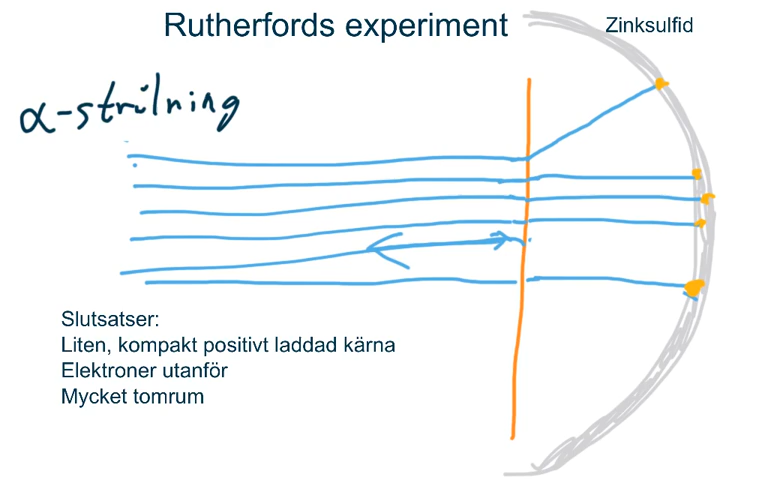 Rutherfords experiment
Zinksulfid
α-strålning
Slutsatser:
Liten, kompakt positivt laddad kärna
Elektroner utanför
Mycket tomrum